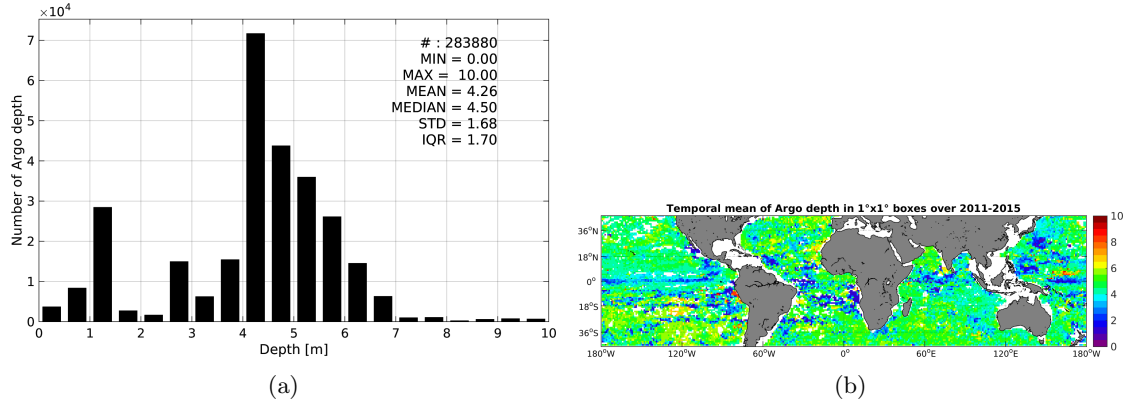 ×10⁴
7
6
5
4
3
2
1
0
Number of Argo depth
# : 283880
MIN = 0.00
MAX = 10.00
MEAN = 4.26
MEDIAN = 4.50
STD = 1.68
IQR = 1.70
0 1 2 3 4 5 6 7 8 9 10
Depth [m]
(a)
Temporal mean of Argo depth in 1°x1° boxes over 2011-2015
36°N
18°N
0°
18°S
36°S
180°W 120°W 60°W 0° 60°E 120°E 180°W
10
8
6
4
2
0
(b)